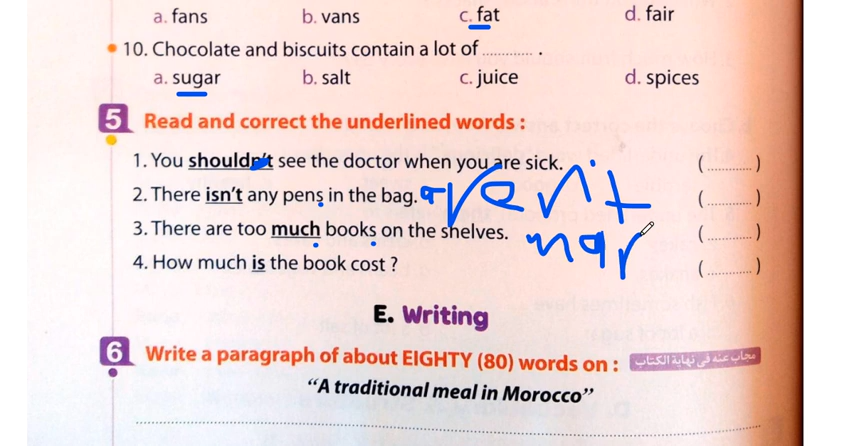 a. fans b. vans c. fat d. fair
10. Chocolate and biscuits contain a lot of ............ .
a. sugar b. salt c. juice d. spices
5 Read and correct the underlined words :
1. You shouldn't see the doctor when you are sick. (............)
2. There isn't any pens in the bag. (............)
3. There are too much books on the shelves. (............)
4. How much is the book cost ? (............)
E. Writing
6 Write a paragraph of about EIGHTY (80) words on : مجاب عنه في نهاية الكتاب
"A traditional meal in Morocco"